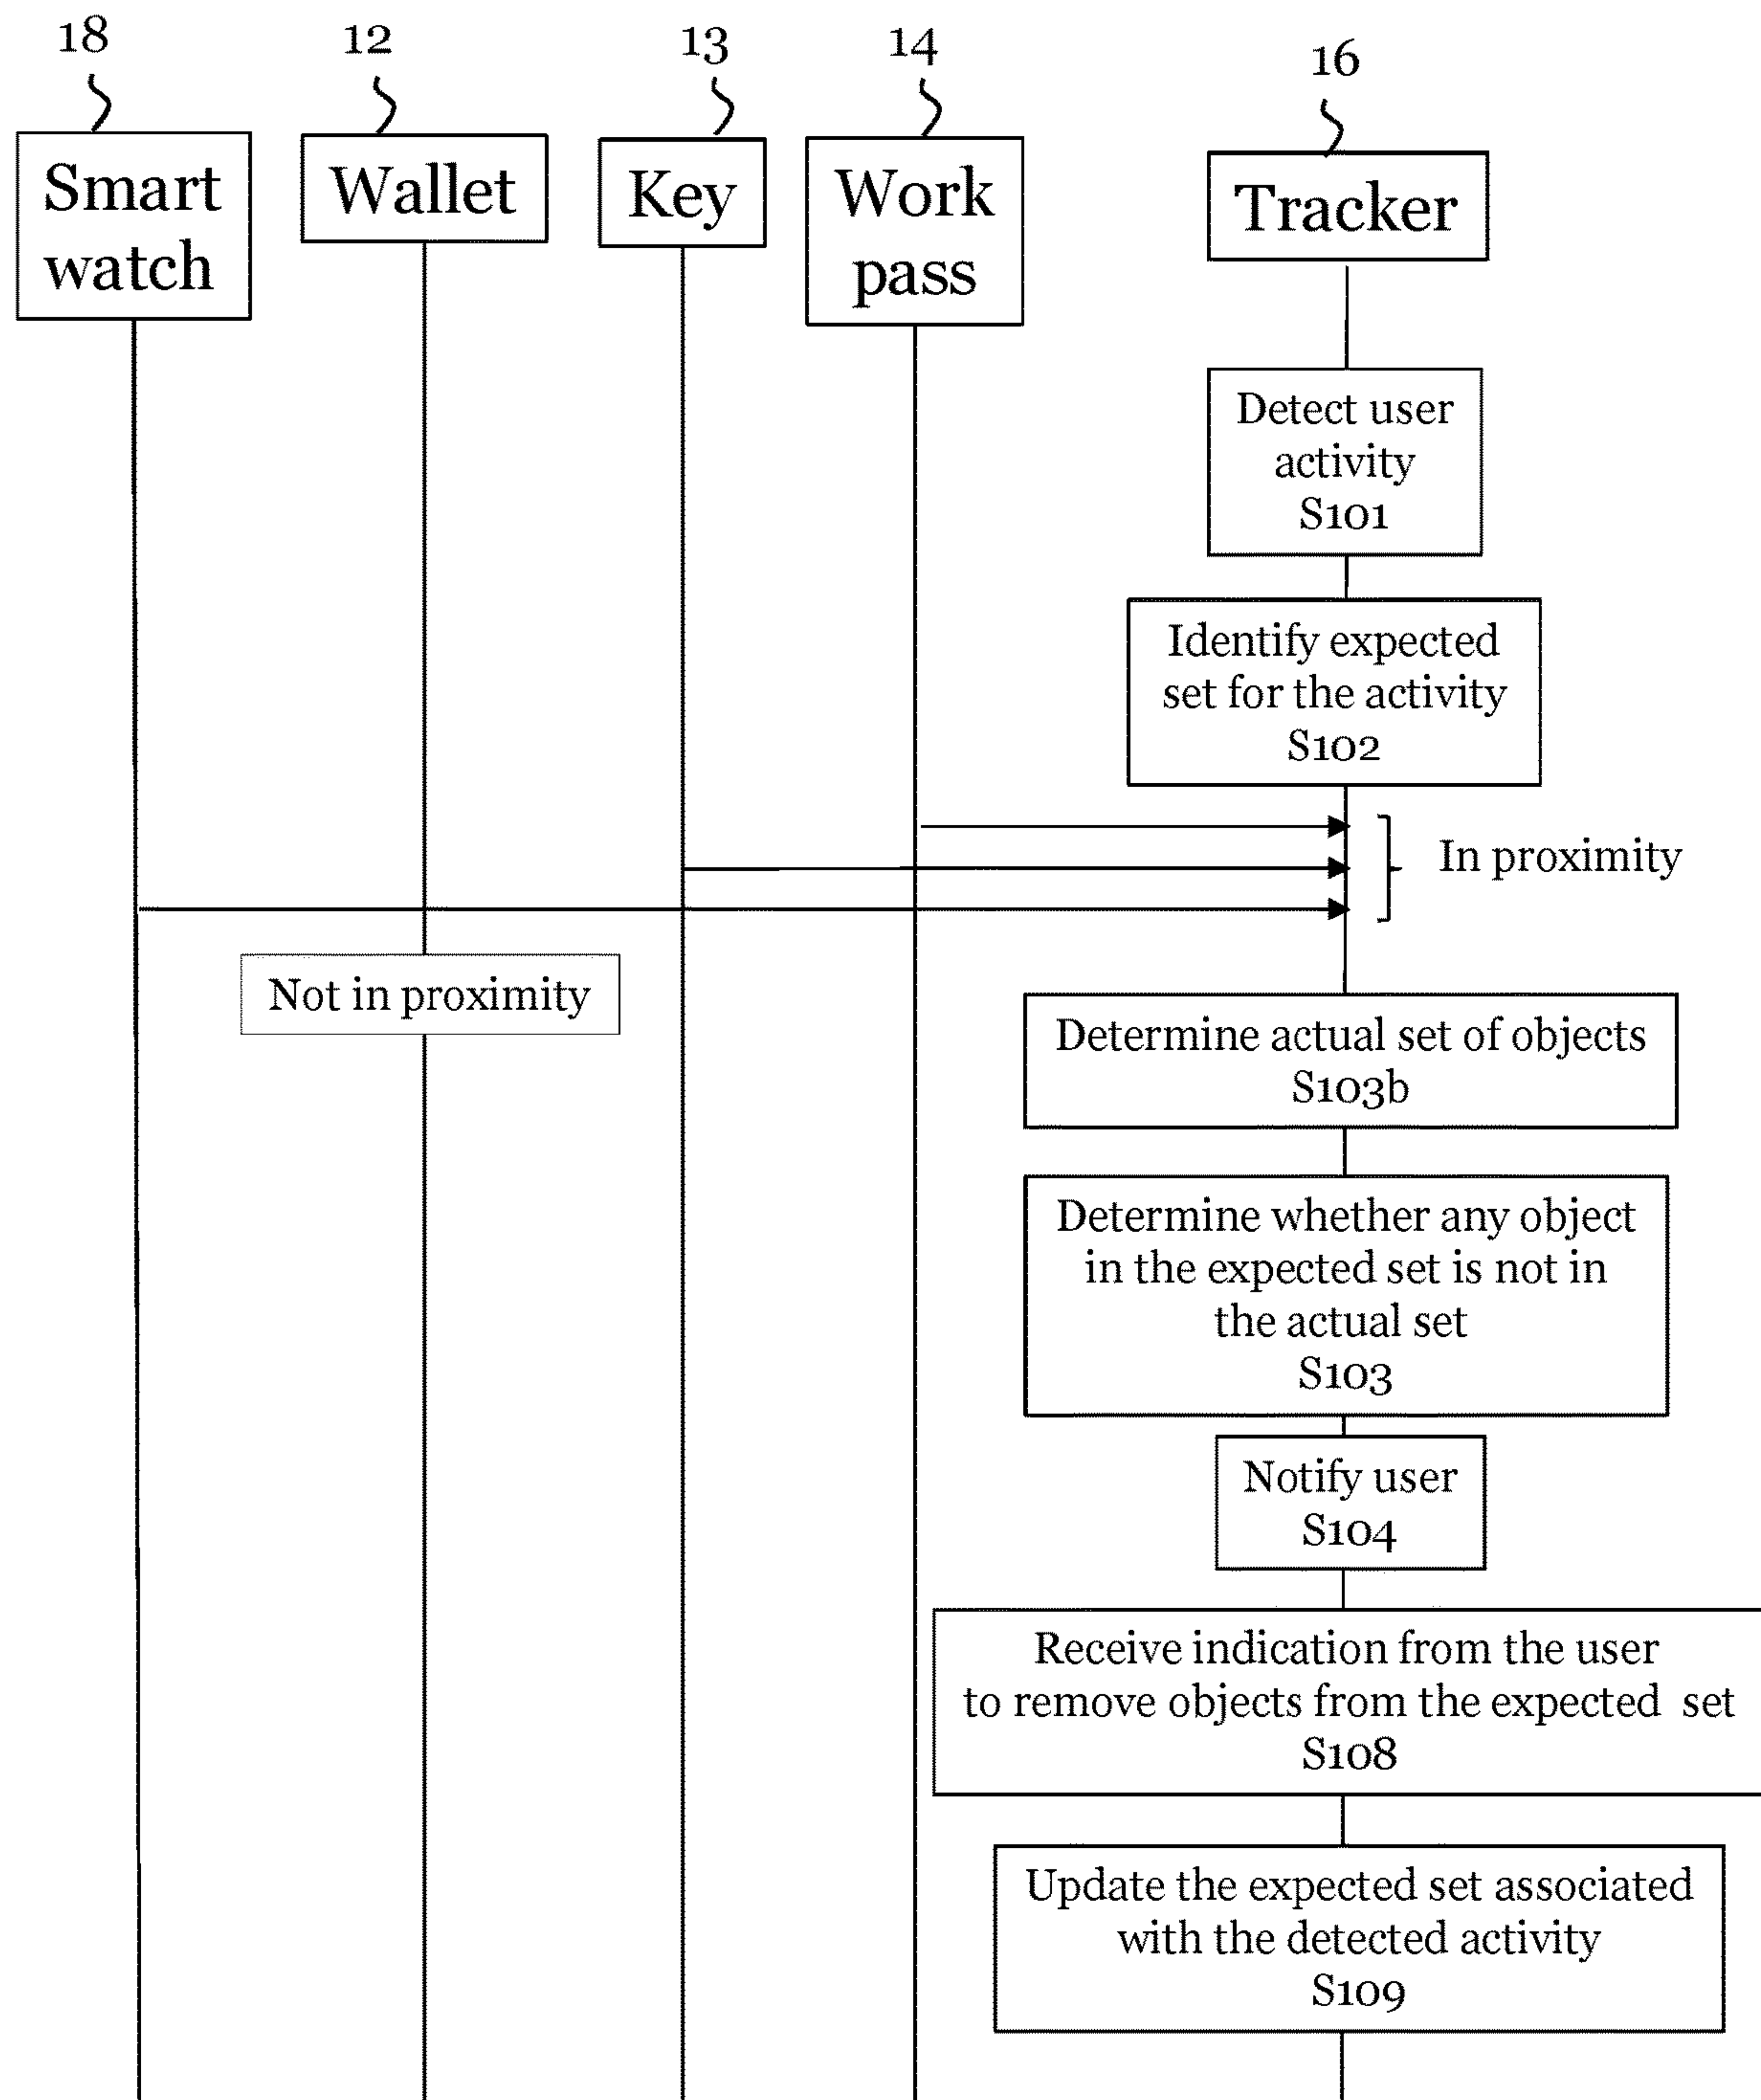 18
12
13
14
16
Smart
watch
Wallet
Key
Work
pass
Tracker
Detect user
activity
S101
Identify expected
set for the activity
S102
In proximity
Not in proximity
Determine actual set of objects
S103b
Determine whether any object
in the expected set is not in
the actual set
S103
Notify user
S104
Receive indication from the user
to remove objects from the expected set
S108
Update the expected set associated
with the detected activity
S109